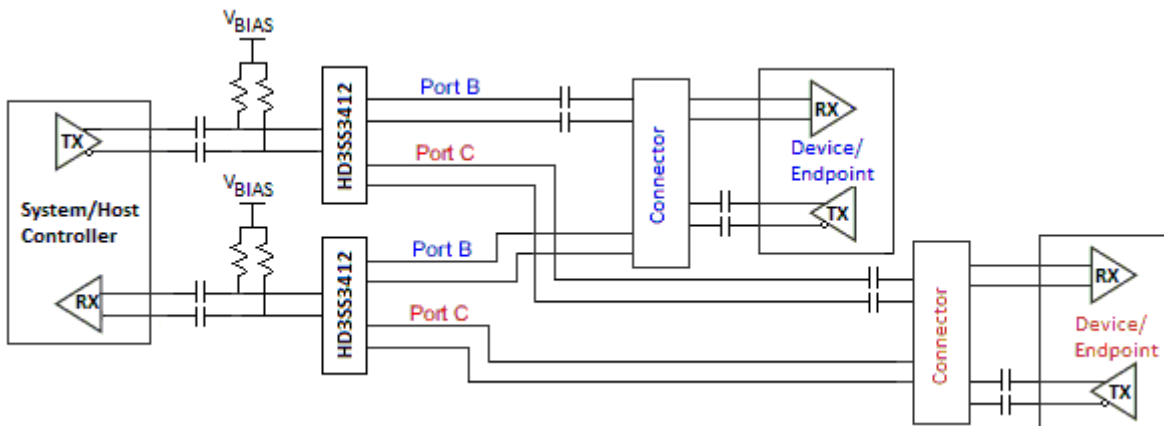 VBIAS
TX
System/Host
Controller
VBIAS
RX
HD3SS3412
Port B
Port C
HD3SS3412
Port B
Port C
Connector
RX
Device/
Endpoint
TX
Connector
RX
Device/
Endpoint
TX